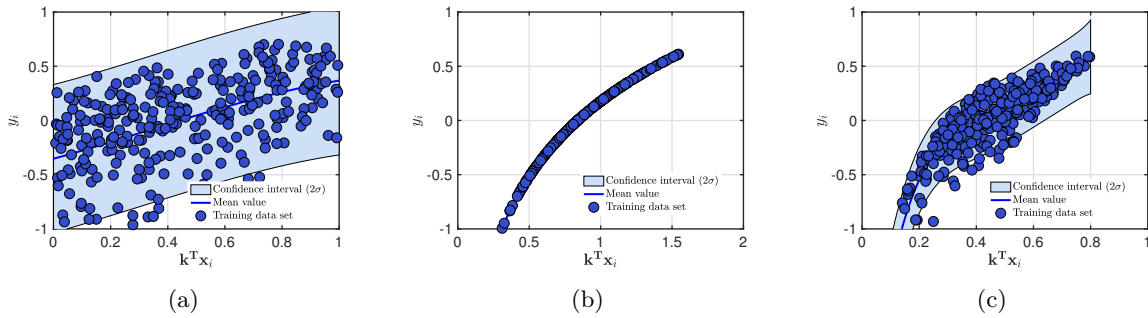 1
0.5
0
-0.5
-1
y_i
0 0.2 0.4 0.6 0.8 1
k^T x_i
Confidence interval (2σ)
Mean value
Training data set
(a)
1
0.5
0
-0.5
-1
y_i
0 0.5 1 1.5 2
k^T x_i
Confidence interval (2σ)
Mean value
Training data set
(b)
1
0.5
0
-0.5
-1
y_i
0 0.2 0.4 0.6 0.8 1
k^T x_i
Confidence interval (2σ)
Mean value
Training data set
(c)